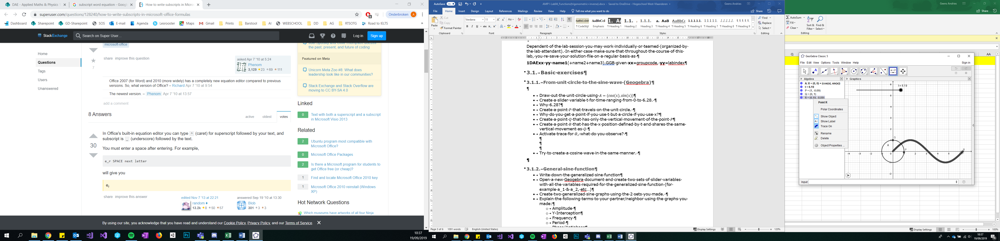 DAE - Applied Maths & Physics
subscript word equation - Google
How to write subscripts in Micros
superuser.com/questions/128240/how-to-write-subscripts-in-microsoft-office-formulas
Onderbroken
Dashboard Sharepoint GD-Sharepoint SOS E-mail Agenda Lesrooster Maps Gmail Prints Barstool AI WEBSCHOOL DD AG RTSOTG Road to IELTS
StackExchange
Search on Super User...
Log in
Sign up
Home
Questions
Tags
Users
Unanswered
microsoft-office
7
share improve this question
asked Apr 7 '10 at 5:24
Phenom
3,129 23 69 111
Office 2007 (for Word) and 2010 (more widely) has a completely new equation editor compared to previous
versions. So, what version of Office? – Richard Apr 7 '10 at 9:54
The newest version. – Phenom Apr 7 '10 at 13:57
add a comment
8 Answers
active oldest votes
30
In Office's built-in equation editor you can type ^ (caret) for superscript followed by your text, and
subscript is _ (underscore) followed by the text.
You must enter a space after entering. For example,
e_r SPACE next letter
will give you
er
share improve this answer
edited Nov 7 '13 at 22:21
random ♦
13.2k 8 50 57
answered Sep 19 '10 at 13:30
Blob
301 3 3
Joel Spolsky and Clive Thompson discuss
the past, present, and future of coding
Featured on Meta
Unicorn Meta Zoo #8: What does
leadership look like in our communities?
Stack Exchange and Stack Overflow are
moving to CC BY-SA 4.0
Linked
0 Text with both a superscript and a subscript
in Microsoft Visio 2013
Related
2 Ubuntu program most compatible with
Microsoft Office?
0 Microsoft Office Packages
2 Is there a Microsoft program for students to
get Office free (or cheap)?
1 Find and locate Microsoft Office 2010 key
1 Microsoft Office 2010 reinstall (Windows
XP)
Hot Network Questions
Which museums have artworks of all four Ninja
By using our site, you acknowledge that you have read and understand our Cookie Policy, Privacy Policy, and our Terms of Service.
10:37
19/09/2019
AutoSave On
AMP1-Lab04_Functions(trigonometric+inverse).docx - Saved to OneDrive - Hogeschool West-Vlaanderen
Geens Andries
File Home Insert Design Layout References Mailings Review View Help Tell me what you want to do
Share
Paste
Cut
Copy
Format Painter
Clipboard
Verdana 11
Font
Paragraph
CodeStijl Emphasis Heading 1 Heading 2 Heading 3 Heading 4 Heading 5 Heading 6 Heading 7 Heading 8 Heading 9
Styles
Find
Replace
Select
Editing
Dependent·of·the·lab·session·you·may·work·individually·or·teamed·(organized·by·
the·lab·attendant).·In·either·case·make·sure·that·throughout·the·course·of·this·
lab,·you·re-save·your·solution·file·on·a·regular·basis·as·¶
1DAExx-yy-name1(+name2+name3).GGB·given·xx=groupcode,·yy=labindex¶
3.1.→Basic·exercises¶
3.1.1.→From·unit·circle·to·the·sine·wave·(Geogebra)¶
¶
•→Draw·out·the·unit·circle·using·A = (cos(x), sin(x))¶
•→Create·a·slider·variable·t·for·time·ranging·from·0·to·6.28.·¶
•→Why·6.28?¶
•→Create·a·point·P·that·travels·on·the·unit·circle.·¶
•→Why·do·you·get·a·point·if·you·use·t·but·a·circle·if·you·use·x?¶
•→Create·a·point·Q·that·has·only·the·vertical·movement·of·the·point·P¶
•→Create·a·point·R·that·has·the·x·position·defined·by·t·and·shares·the·same·
vertical·movement·as·Q·¶
•→Activate·trace·for·R,·what·do·you·observe?·¶
¶
¶
¶
•→Try·to·create·a·cosine·wave·in·the·same·manner.·¶
¶
3.1.2.→General·sine·function¶
•→Write·down·the·generalized·sine·function¶
•→Open·a·new·Geogebra·document·and·create·two·sets·of·slider·variables·
with·all·the·variables·required·for·the·generalized·sine·function·(for·
example·a_1·&·a_2,·etc…)¶
•→Create·two·generalized·sine·graphs·using·the·2·sets·you·made.·¶
•→Explain·the·following·terms·to·your·partner/neighbor·using·the·graphs·you·
made:¶
o→Amplitude·¶
o→Y-Interception¶
o→Frequency·¶
o→Period·¶
o→Phase/Antiphase¶
Page 3 of 6 1091 words English (United States)
Display Settings
120%
Geens Andries
Share
AutoSum
Fill
Clear
Sort &
Filter
Find &
Select
Editing
Q AA
GeoGebra Classic 5
File Edit View Options Tools Window Help
Sign in
Algebra
A: X = (0, 0) + (cos(x), sin(x))
t = 6.19
P = (1, -0.09)
Q = (0, 1)
R = (6.19, -0.09)
Point R
Polar Coordinates
Show Object
Show Label
Trace On
Rename
Delete
Object Properties ...
Graphics
t = 6.19
A Q P R
Input:
Display Settings
100%
10:37
19/09/2019